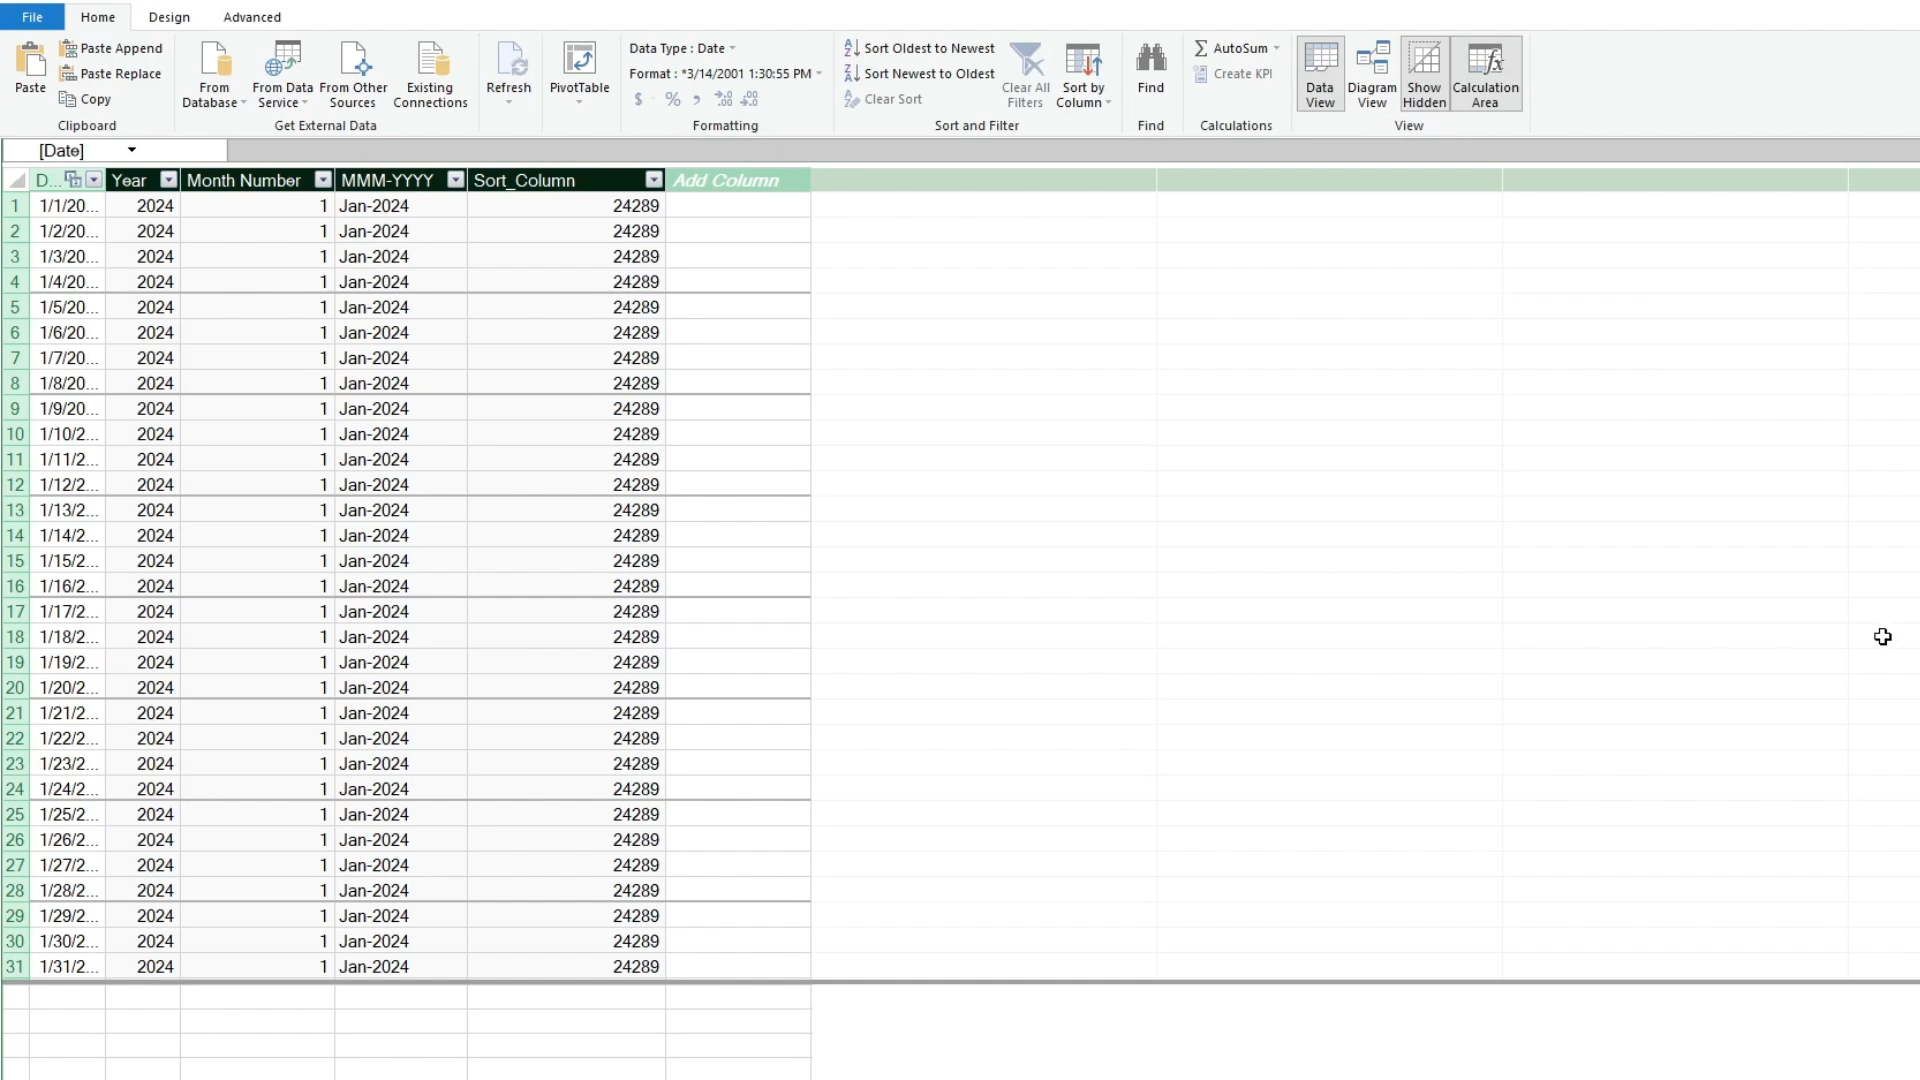 File Home Design Advanced
Paste Paste Append
Paste Replace
Copy
Clipboard
From Database
From Data Service
From Other Sources
Existing Connections
Get External Data
Refresh
PivotTable
Data Type : Date
Format : *3/14/2001 1:30:55 PM
$ % , .00 .0
Formatting
Sort Oldest to Newest
Sort Newest to Oldest
Clear Sort
Clear All Filters
Sort by Column
Sort and Filter
Find
Find
AutoSum
Create KPI
Calculations
Data View
Diagram View
Show Hidden
Calculation Area
View
[Date]
D... Year Month Number MMM-YYYY Sort_Column Add Column
1 1/1/20... 2024 1 Jan-2024 24289
2 1/2/20... 2024 1 Jan-2024 24289
3 1/3/20... 2024 1 Jan-2024 24289
4 1/4/20... 2024 1 Jan-2024 24289
5 1/5/20... 2024 1 Jan-2024 24289
6 1/6/20... 2024 1 Jan-2024 24289
7 1/7/20... 2024 1 Jan-2024 24289
8 1/8/20... 2024 1 Jan-2024 24289
9 1/9/20... 2024 1 Jan-2024 24289
10 1/10/2... 2024 1 Jan-2024 24289
11 1/11/2... 2024 1 Jan-2024 24289
12 1/12/2... 2024 1 Jan-2024 24289
13 1/13/2... 2024 1 Jan-2024 24289
14 1/14/2... 2024 1 Jan-2024 24289
15 1/15/2... 2024 1 Jan-2024 24289
16 1/16/2... 2024 1 Jan-2024 24289
17 1/17/2... 2024 1 Jan-2024 24289
18 1/18/2... 2024 1 Jan-2024 24289
19 1/19/2... 2024 1 Jan-2024 24289
20 1/20/2... 2024 1 Jan-2024 24289
21 1/21/2... 2024 1 Jan-2024 24289
22 1/22/2... 2024 1 Jan-2024 24289
23 1/23/2... 2024 1 Jan-2024 24289
24 1/24/2... 2024 1 Jan-2024 24289
25 1/25/2... 2024 1 Jan-2024 24289
26 1/26/2... 2024 1 Jan-2024 24289
27 1/27/2... 2024 1 Jan-2024 24289
28 1/28/2... 2024 1 Jan-2024 24289
29 1/29/2... 2024 1 Jan-2024 24289
30 1/30/2... 2024 1 Jan-2024 24289
31 1/31/2... 2024 1 Jan-2024 24289